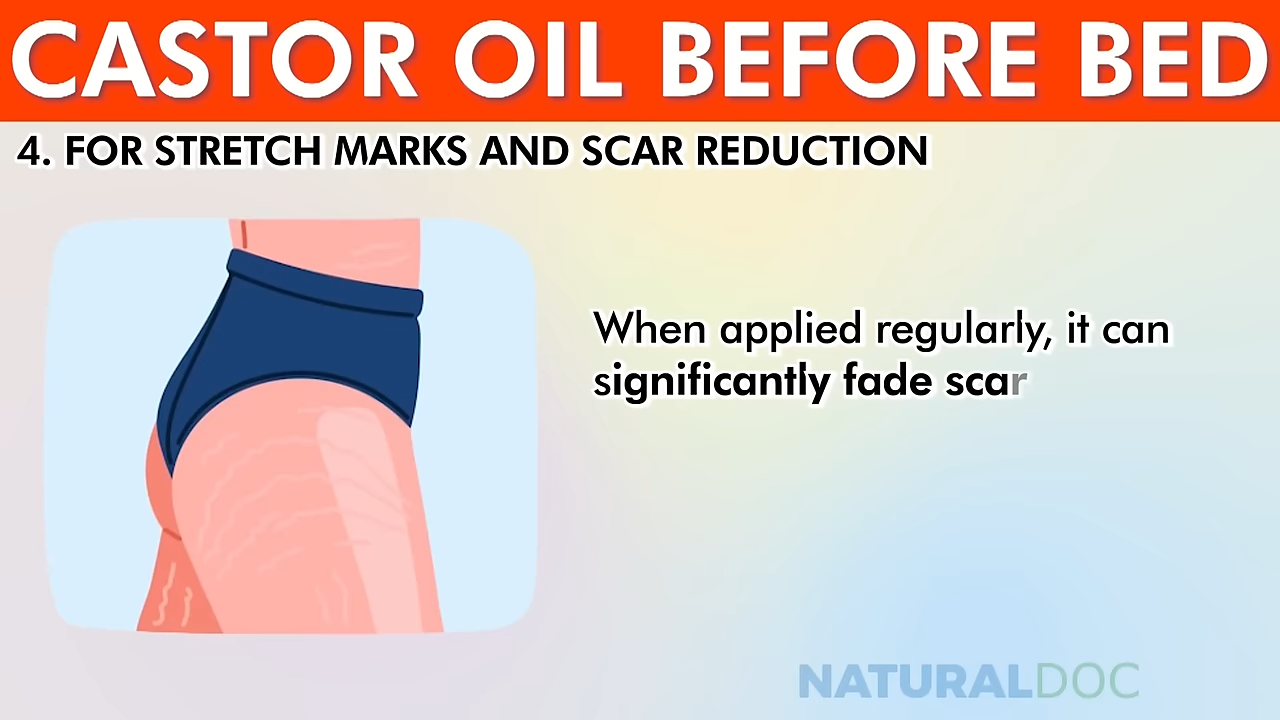 CASTOR OIL BEFORE BED
4. FOR STRETCH MARKS AND SCAR REDUCTION
When applied regularly, it can
significantly fade scar
NATURALDOC